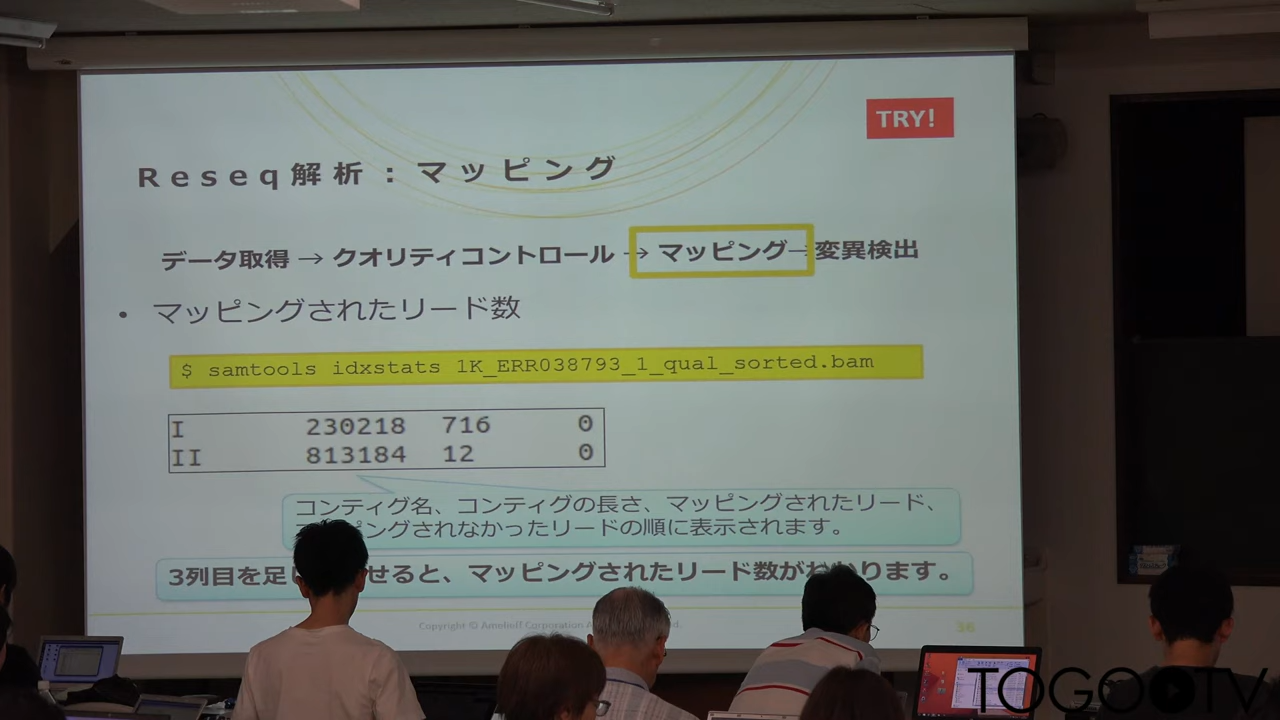 TRY!
Reseq解析：マッピング
データ取得 → クオリティコントロール → マッピング→変異検出
• マッピングされたリード数
$ samtools idxstats 1K_ERR038793_1_qual_sorted.bam
I 230218 716 0
II 813184 12 0
コンティグ名、コンティグの長さ、マッピングされたリード、
ピングされなかったリードの順に表示されます。
3列目を足し せると、マッピングされたリード数がわかります。
Copyright © Amelieff Corporation A d.
36
TOGOTV